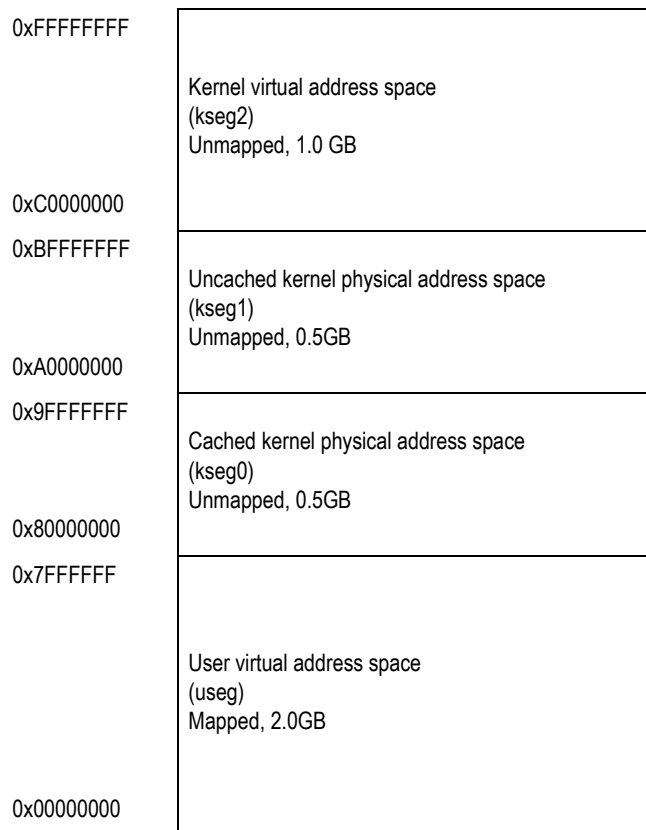 0xFFFFFFFF
Kernel virtual address space
(kseg2)
Unmapped, 1.0 GB
0xC0000000
0xBFFFFFFF
Uncached kernel physical address space
(kseg1)
Unmapped, 0.5GB
0xA0000000
0x9FFFFFFF
Cached kernel physical address space
(kseg0)
Unmapped, 0.5GB
0x80000000
0x7FFFFFF
User virtual address space
(useg)
Mapped, 2.0GB
0x00000000